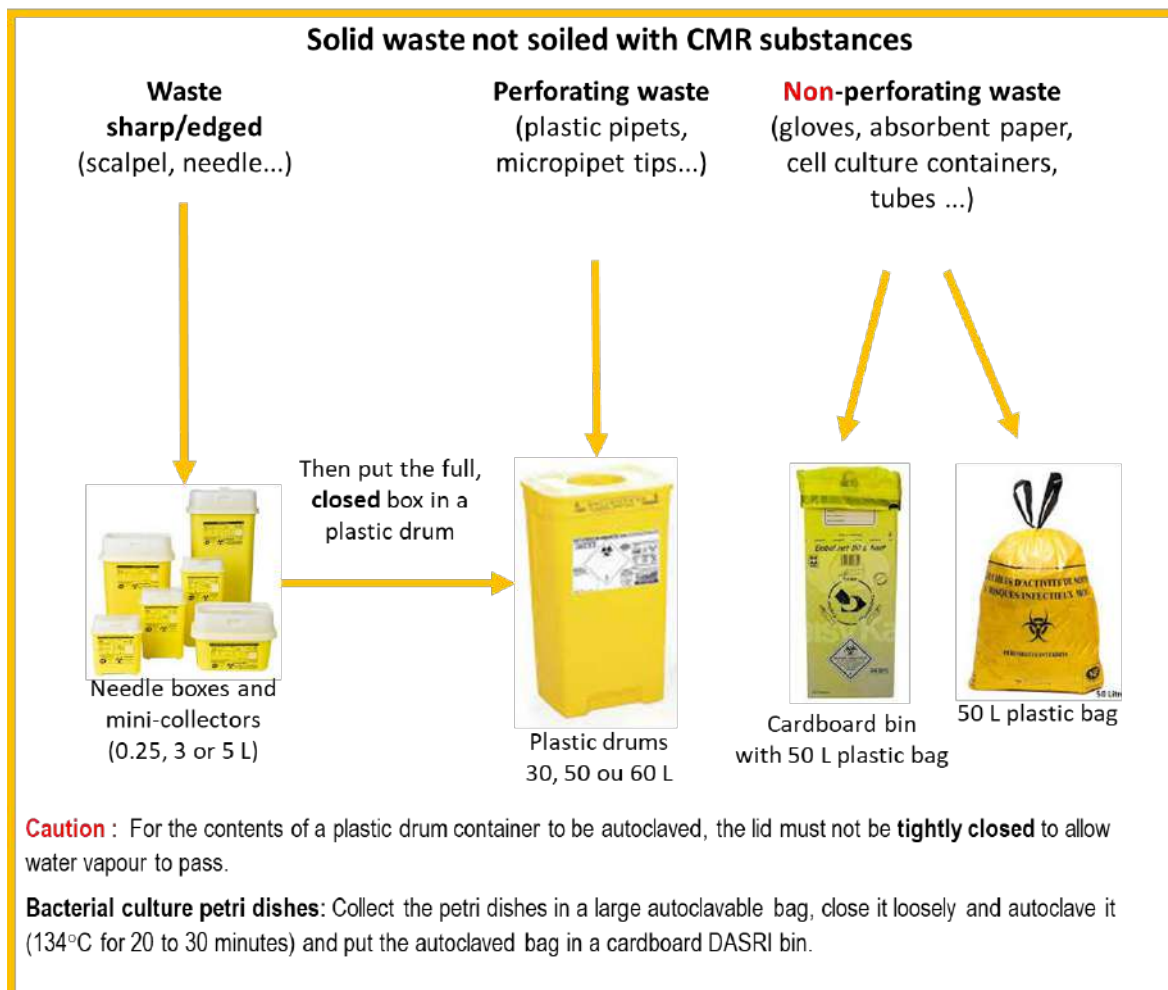 Solid waste not soiled with CMR substances
Waste
sharp/edged
(scalpel, needle...)
Perforating waste
(plastic pipets,
micropipet tips...)
Non-perforating waste
(gloves, absorbent paper,
cell culture containers,
tubes ...)
Then put the full,
closed box in a
plastic drum
Needle boxes and
mini-collectors
(0.25, 3 or 5 L)
Plastic drums
30, 50 ou 60 L
Cardboard bin
with 50 L plastic bag
D'ACTIVITÉ DE
RISQUES INFECTIEUX
50 Litre
50 L plastic bag
Caution : For the contents of a plastic drum container to be autoclaved, the lid must not be tightly closed to allow
water vapour to pass.
Bacterial culture petri dishes: Collect the petri dishes in a large autoclavable bag, close it loosely and autoclave it
(134°C for 20 to 30 minutes) and put the autoclaved bag in a cardboard DASRI bin.